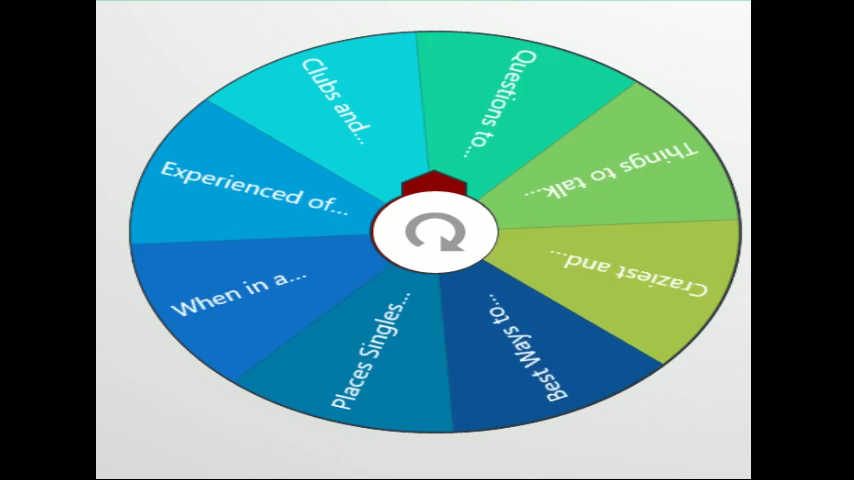 Questions to...
Things to talk...
Craziest and...
Best Ways to...
Places Singles...
When in a...
Experienced of...
Clubs and...